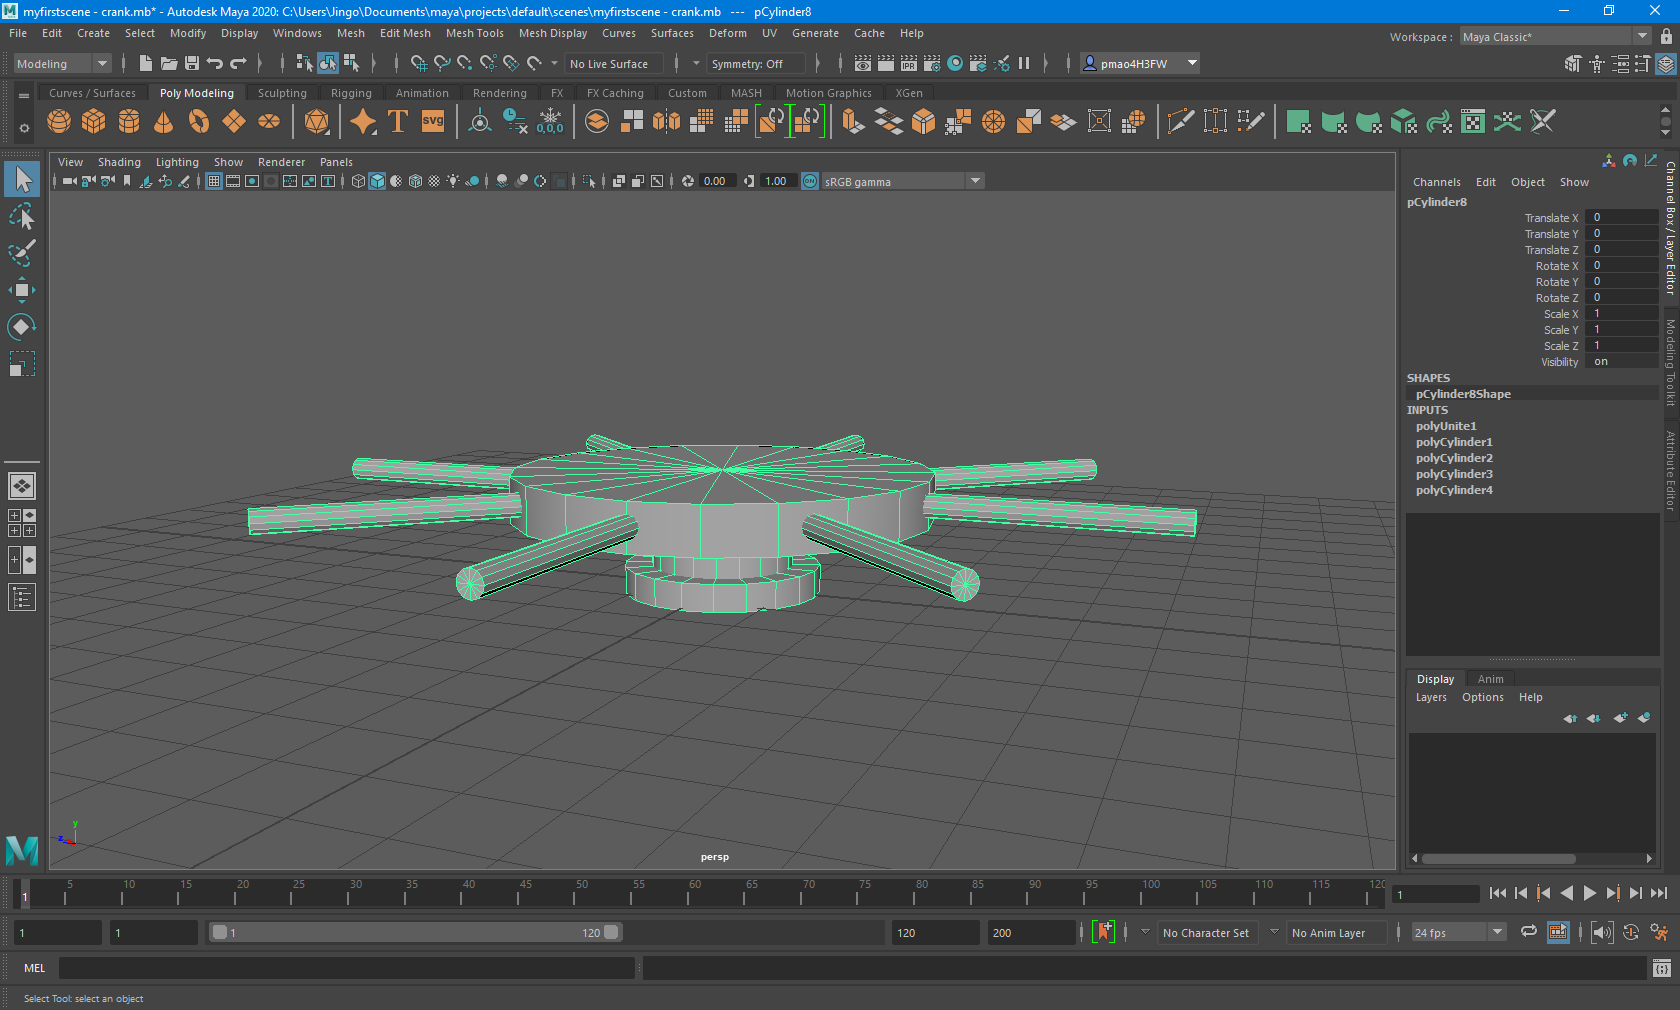 myfirstscene - crank.mb* - Autodesk Maya 2020: C:\Users\Jingo\Documents\maya\projects\default\scenes\myfirstscene - crank.mb   ---   pCylinder8
File Edit Create Select Modify Display Windows Mesh Edit Mesh Mesh Tools Mesh Display Curves Surfaces Deform UV Generate Cache Help
Workspace : Maya Classic*
Modeling No Live Surface Symmetry: Off IPR pmao4H3FW
Curves / Surfaces Poly Modeling Sculpting Rigging Animation Rendering FX FX Caching Custom MASH Motion Graphics XGen
T svg 0,0,0
View Shading Lighting Show Renderer Panels
0.00 1.00 ON sRGB gamma
Channels Edit Object Show
pCylinder8
Translate X 0
Translate Y 0
Translate Z 0
Rotate X 0
Rotate Y 0
Rotate Z 0
Scale X 1
Scale Y 1
Scale Z 1
Visibility on
SHAPES
pCylinder8Shape
INPUTS
polyUnite1
polyCylinder1
polyCylinder2
polyCylinder3
polyCylinder4
Channel Box / Layer Editor
Modeling Toolkit
Attribute Editor
Display Anim
Layers Options Help
y
z
persp
M
1 5 10 15 20 25 30 35 40 45 50 55 60 65 70 75 80 85 90 95 100 105 110 115 120 1
1 1 1 120 120 200 No Character Set No Anim Layer 24 fps
MEL
Select Tool: select an object